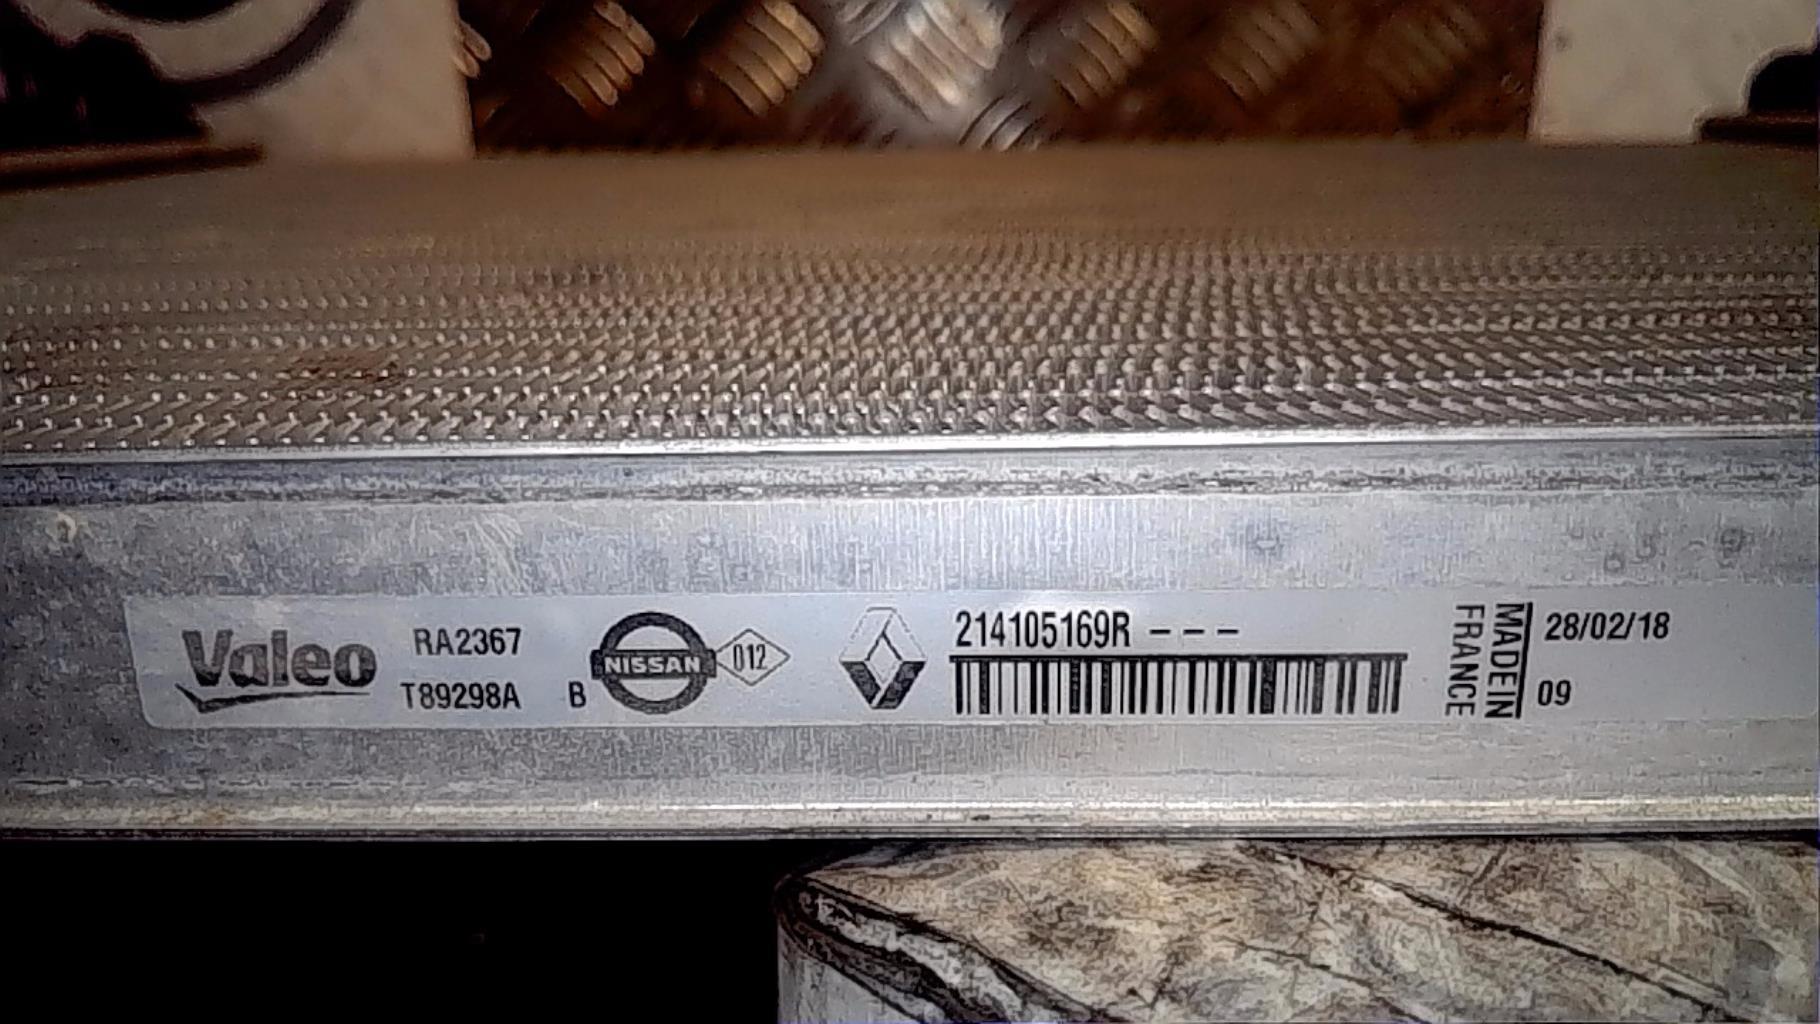 Valeo
RA2367
T89298A
B
NISSAN
012
214105169R ---
MADE IN
FRANCE
28/02/18
09